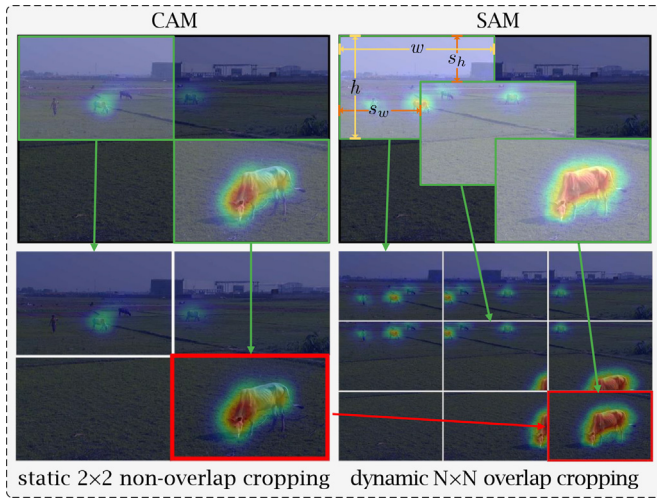 CAM
SAM
w
s_h
h
s_w
static 2×2 non-overlap cropping
dynamic N×N overlap cropping